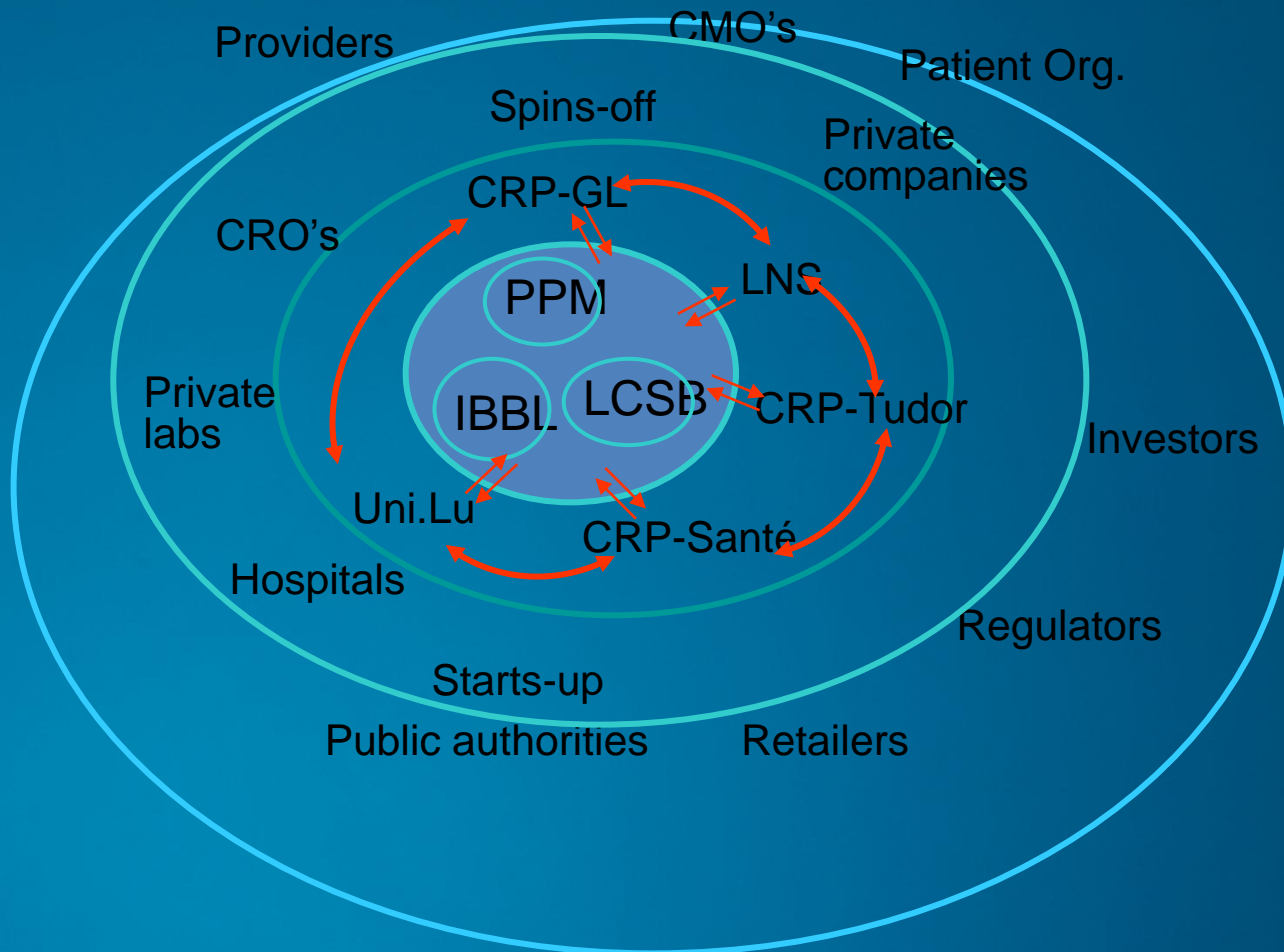 CMO's
Providers
Patient Org.
Spins-off
Private
companies
CRP-GL
CRO's
LNS
PPM
Private
labs
IBBL
LCSB
CRP-Tudor
Investors
Uni.Lu
CRP-Santé
Hospitals
Regulators
Starts-up
Public authorities
Retailers